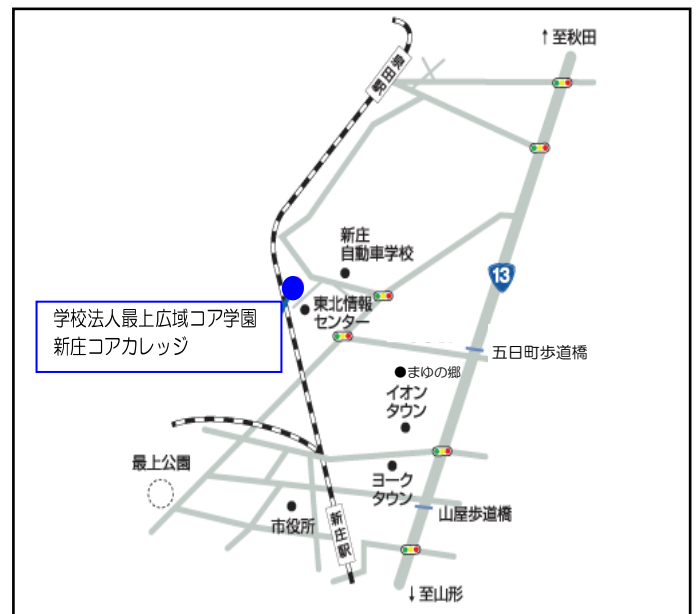 ↑至秋田
奥羽線
新庄
自動車学校
13
東北情報
センター
学校法人最上広域コア学園
新庄コアカレッジ
五日町歩道橋
まゆの郷
イオン
タウン
最上公園
ヨーク
タウン
市役所
新庄駅
山屋歩道橋
↓至山形